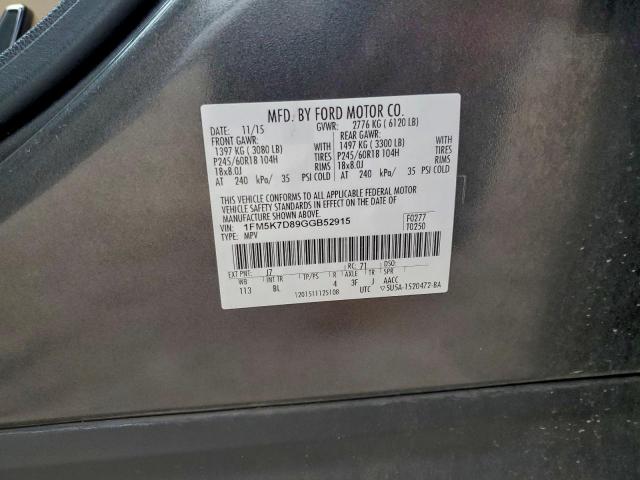 MFD. BY FORD MOTOR CO.
DATE: 11/15 GVWR: 2776 KG ( 6120 LB)
FRONT GAWR: REAR GAWR:
1397 KG ( 3080 LB) 1497 KG ( 3300 LB)
P245/60R18 104H TIRES P245/60R18 104H TIRES
18x8.0J RIMS 18x8.0J RIMS
AT 240 kPa/ 35 PSI COLD AT 240 kPa/ 35 PSI COLD
THIS VEHICLE CONFORMS TO ALL APPLICABLE FEDERAL MOTOR
VEHICLE SAFETY STANDARDS IN EFFECT ON THE DATE OF
MANUFACTURE SHOWN ABOVE.
VIN: 1FM5K7D89GGB52915 F0277
TYPE: MPV T0250
EXT PNT: J7 RC: 71
WB INT TR TP/PS R AXLE TR SPR
113 BL 4 3F J AACC
1201511125108 UTC 5U5A-1520472-BA